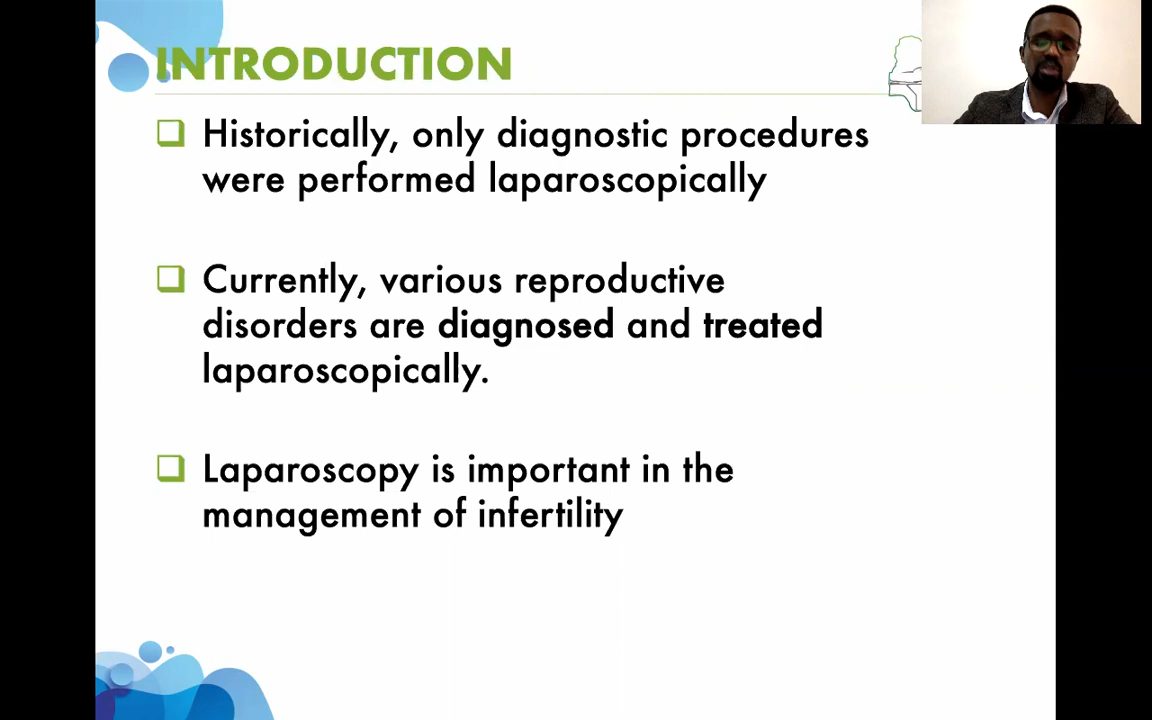 INTRODUCTION
Historically, only diagnostic procedures
were performed laparoscopically
Currently, various reproductive
disorders are diagnosed and treated
laparoscopically.
Laparoscopy is important in the
management of infertility